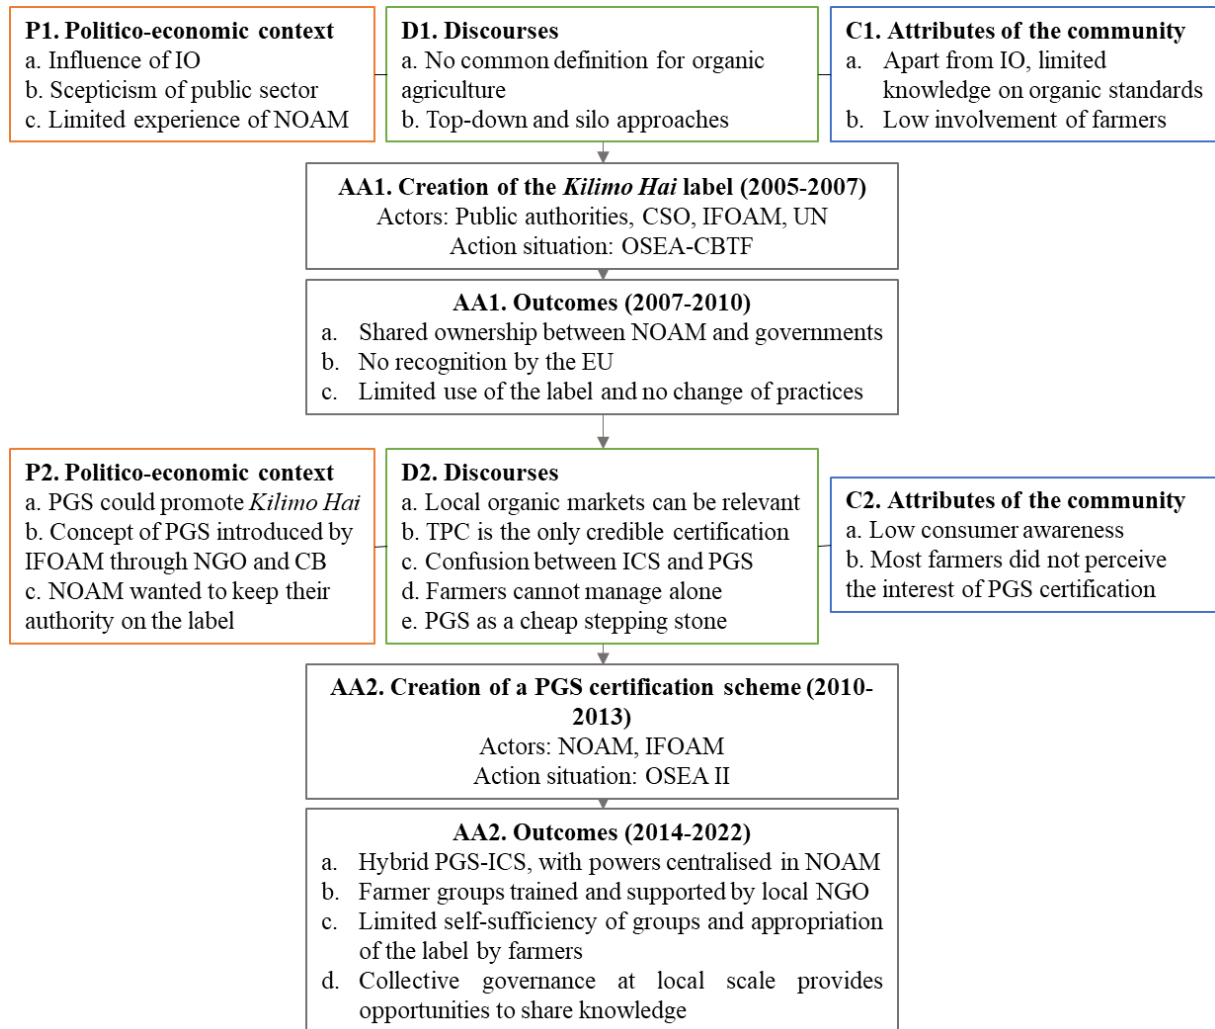 P1. Politico-economic context
a. Influence of IO
b. Scepticism of public sector
c. Limited experience of NOAM
D1. Discourses
a. No common definition for organic
agriculture
b. Top-down and silo approaches
C1. Attributes of the community
a. Apart from IO, limited
knowledge on organic standards
b. Low involvement of farmers
AA1. Creation of the Kilimo Hai label (2005-2007)
Actors: Public authorities, CSO, IFOAM, UN
Action situation: OSEA-CBTF
AA1. Outcomes (2007-2010)
a. Shared ownership between NOAM and governments
b. No recognition by the EU
c. Limited use of the label and no change of practices
P2. Politico-economic context
a. PGS could promote Kilimo Hai
b. Concept of PGS introduced by
IFOAM through NGO and CB
c. NOAM wanted to keep their
authority on the label
D2. Discourses
a. Local organic markets can be relevant
b. TPC is the only credible certification
c. Confusion between ICS and PGS
d. Farmers cannot manage alone
e. PGS as a cheap stepping stone
C2. Attributes of the community
a. Low consumer awareness
b. Most farmers did not perceive
the interest of PGS certification
AA2. Creation of a PGS certification scheme (2010-
2013)
Actors: NOAM, IFOAM
Action situation: OSEA II
AA2. Outcomes (2014-2022)
a. Hybrid PGS-ICS, with powers centralised in NOAM
b. Farmer groups trained and supported by local NGO
c. Limited self-sufficiency of groups and appropriation
of the label by farmers
d. Collective governance at local scale provides
opportunities to share knowledge